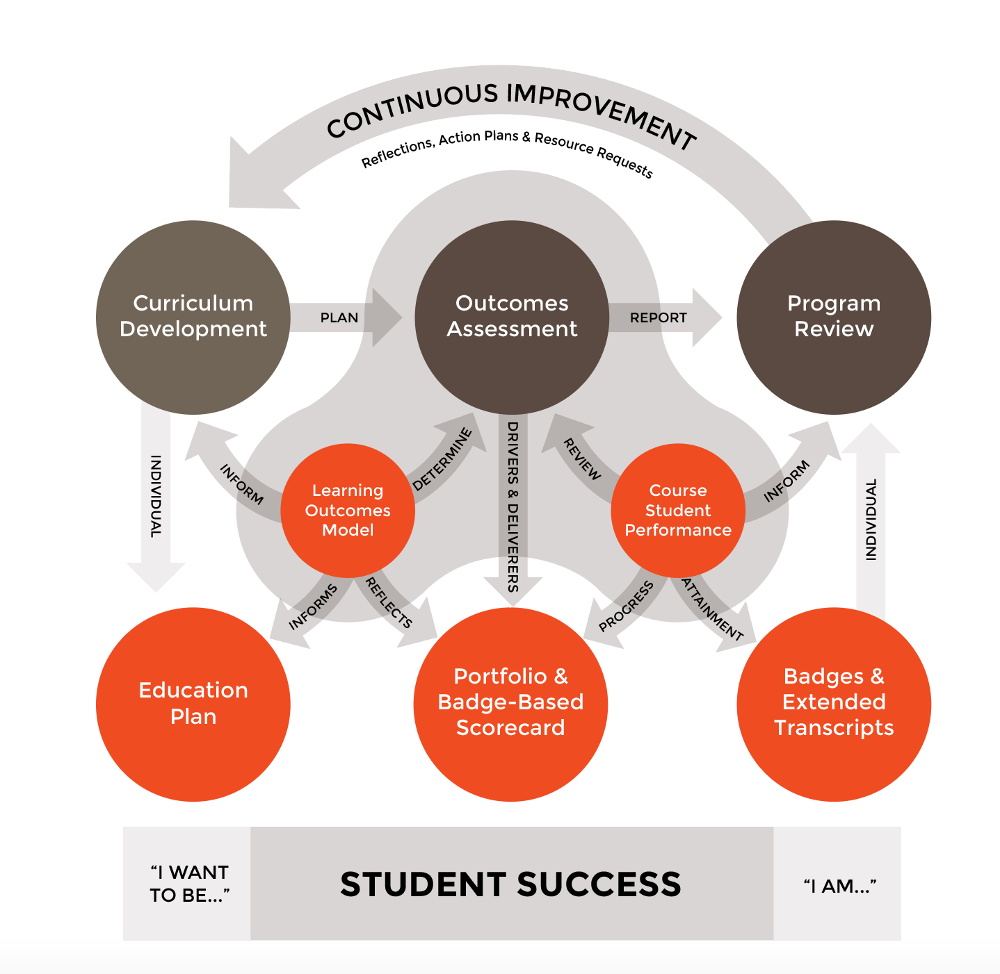 CONTINUOUS IMPROVEMENT
Reflections, Action Plans & Resource Requests
Curriculum
Development
PLAN
Outcomes
Assessment
REPORT
Program
Review
INDIVIDUAL
INFORM
Learning
Outcomes
Model
DETERMINE
DRIVERS & DELIVERERS
REVIEW
Course
Student
Performance
INFORM
INDIVIDUAL
INFORMS
REFLECTS
PROGRESS
ATTAINMENT
Education
Plan
Portfolio &
Badge-Based
Scorecard
Badges &
Extended
Transcripts
“I WANT
TO BE...”
STUDENT SUCCESS
“I AM...”